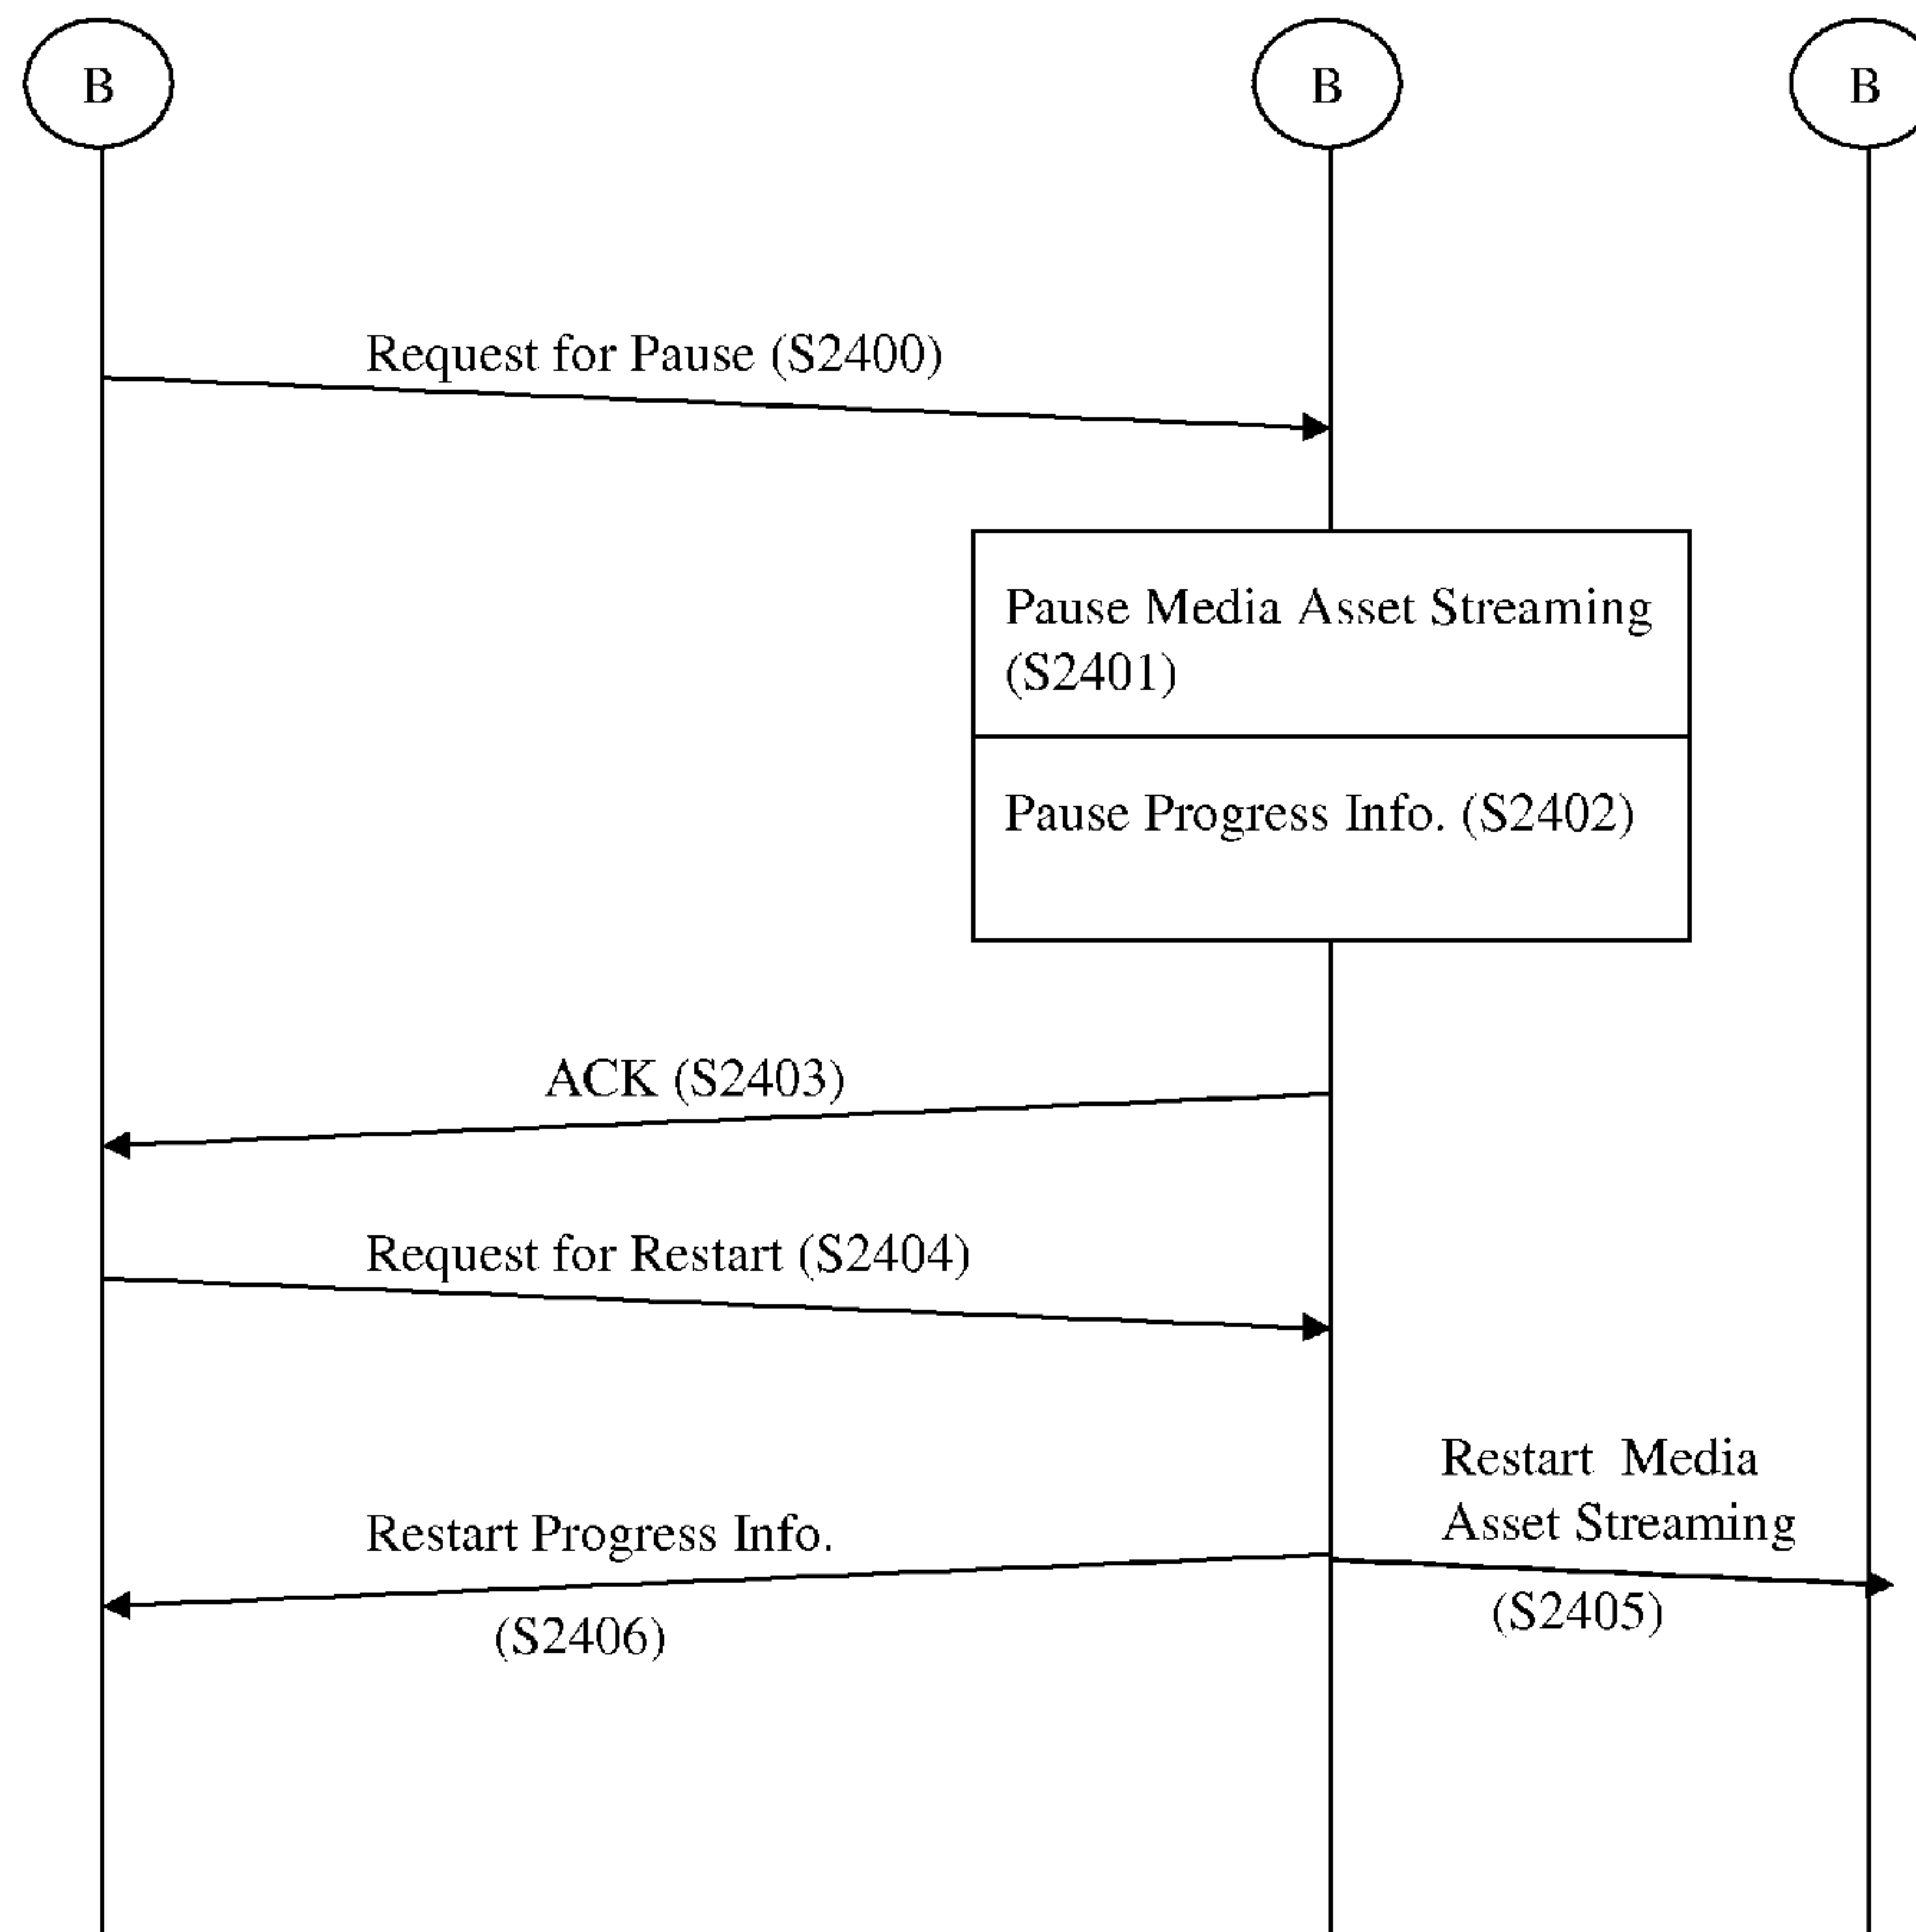 B
B
B
Request for Pause (S2400)
Pause Media Asset Streaming
(S2401)
Pause Progress Info. (S2402)
ACK (S2403)
Request for Restart (S2404)
Restart Media
Asset Streaming
(S2405)
Restart Progress Info.
(S2406)